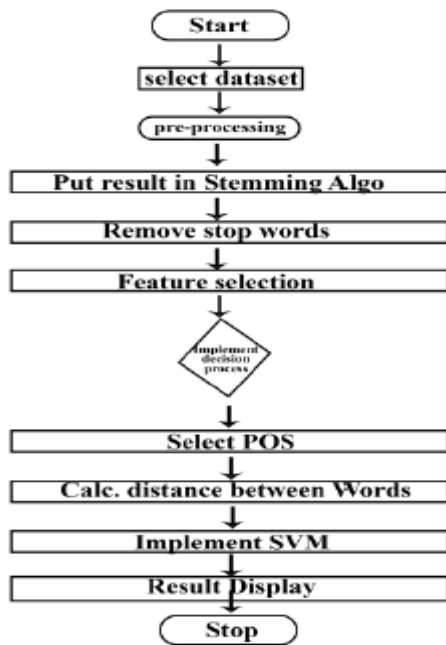 Start
select dataset
pre-processing
Put result in Stemming Algo
Remove stop words
Feature selection
Implement
decision
process
Select POS
Calc. distance between Words
Implement SVM
Result Display
Stop